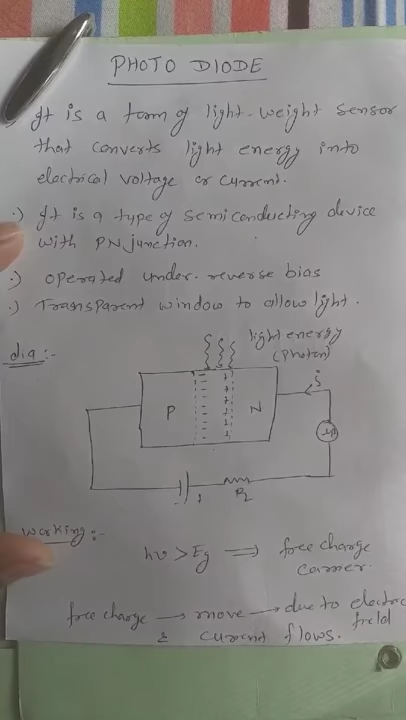 PHOTO DIODE
It is a form of light-weight sensor
that converts light energy into
electrical voltage or current.
·) It is a type of semiconducting device
with PN junction.
·) operated under reverse bias
·) Transparent window to allow light.
dia :-
light energy
(Photon)
P
N
i
RL
Working :-
hν > Eg ⟹ free charge
carrier.
free charge → move → due to electric
field
& current flows.